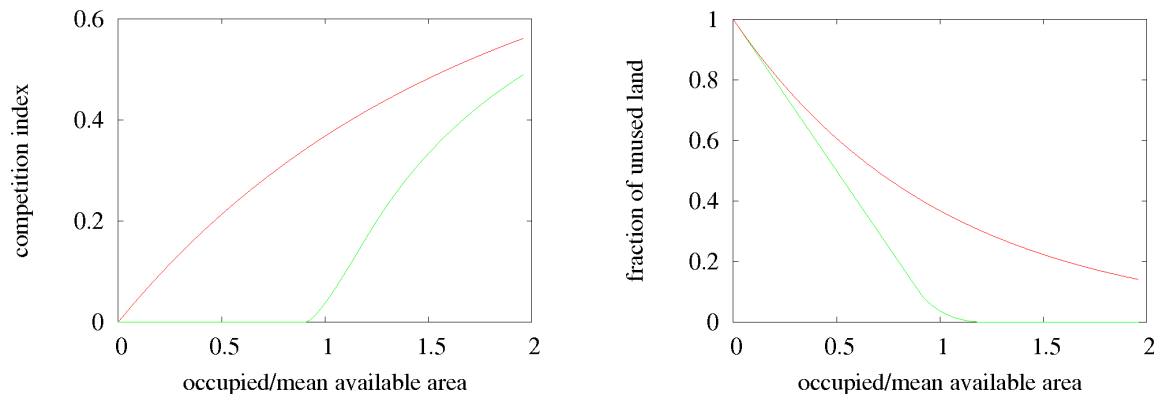 0.6
0.4
0.2
0
competition index
0 0.5 1 1.5 2
occupied/mean available area
1
0.8
0.6
0.4
0.2
0
fraction of unused land
0 0.5 1 1.5 2
occupied/mean available area